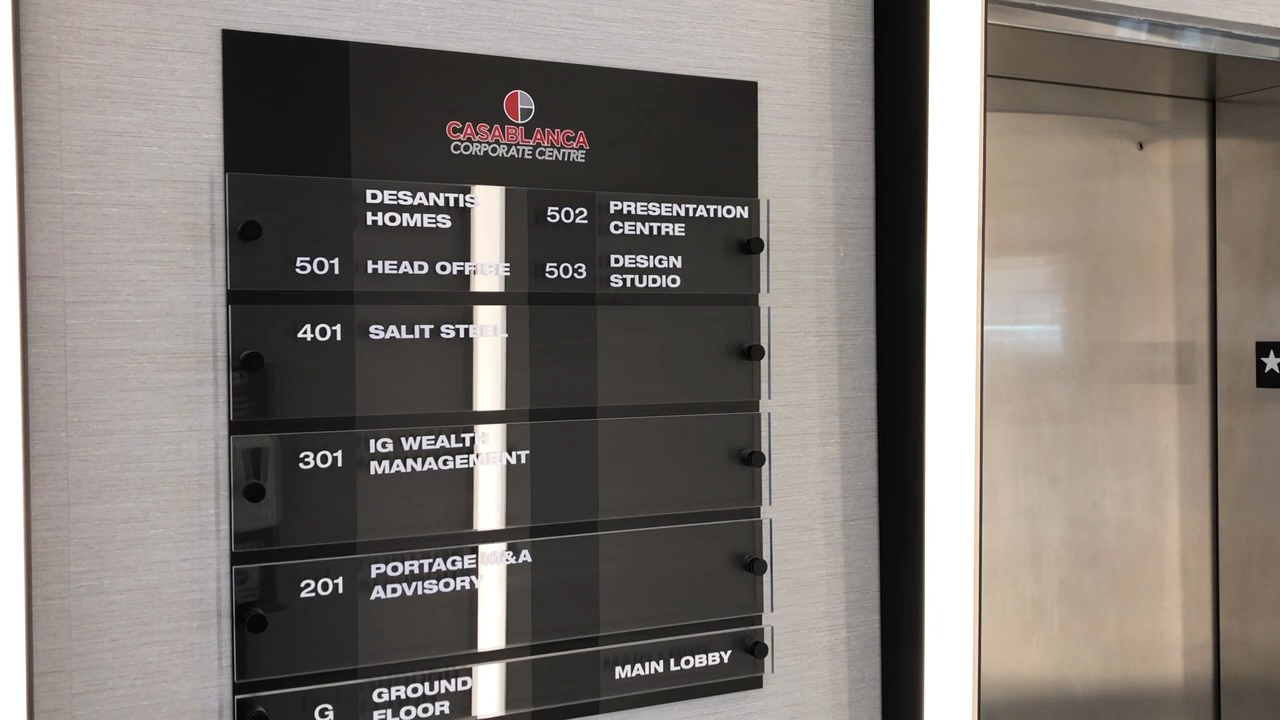 CASABLANCA
CORPORATE CENTRE
DESANTIS
HOMES
501 HEAD OFFICE
502 PRESENTATION
CENTRE
503 DESIGN
STUDIO
401 SALIT STEEL
301 IG WEALTH
MANAGEMENT
201 PORTAGE M&A
ADVISORY
G GROUND
FLOOR
MAIN LOBBY